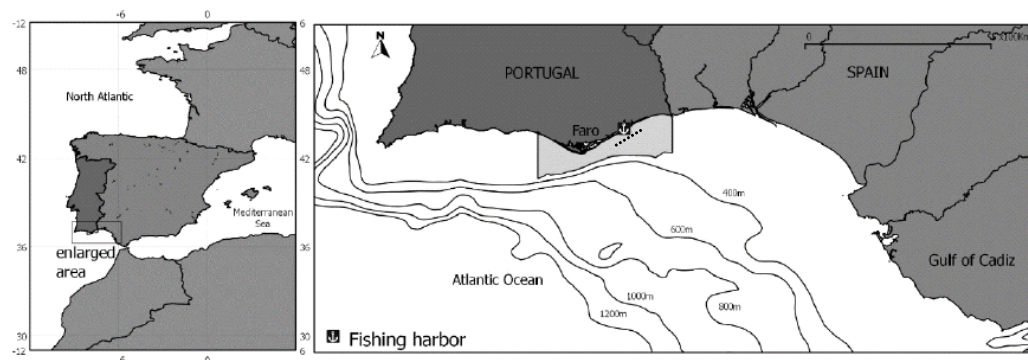 -12
-6
0
48
42
36
30
-12
-6
0
North Atlantic
Mediterranean
Sea
enlarged
area
6
48
42
36
30
6
N
PORTUGAL
SPAIN
0
100Km
Faro
400m
600m
800m
1000m
1200m
Atlantic Ocean
Gulf of Cadiz
Fishing harbor